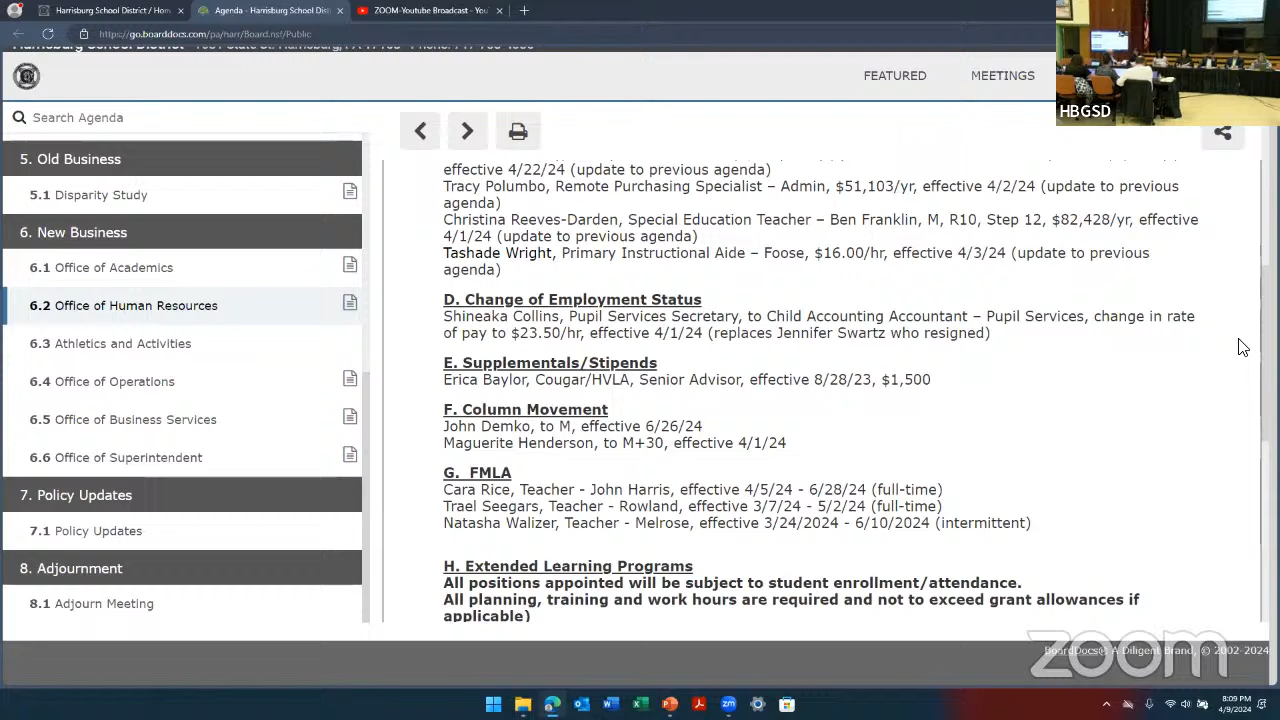 Harrisburg School District / Hom
Agenda - Harrisburg School Distri
ZOOM-Youtube Broadcast - You
https://go.boarddocs.com/pa/harr/Board.nsf/Public
FEATURED
MEETINGS
HBGSD
Search Agenda
5. Old Business
5.1 Disparity Study
6. New Business
6.1 Office of Academics
6.2 Office of Human Resources
6.3 Athletics and Activities
6.4 Office of Operations
6.5 Office of Business Services
6.6 Office of Superintendent
7. Policy Updates
7.1 Policy Updates
8. Adjournment
8.1 Adjourn Meeting
effective 4/22/24 (update to previous agenda)
Tracy Polumbo, Remote Purchasing Specialist – Admin, $51,103/yr, effective 4/2/24 (update to previous
agenda)
Christina Reeves-Darden, Special Education Teacher – Ben Franklin, M, R10, Step 12, $82,428/yr, effective
4/1/24 (update to previous agenda)
Tashade Wright, Primary Instructional Aide – Foose, $16.00/hr, effective 4/3/24 (update to previous
agenda)
D. Change of Employment Status
Shineaka Collins, Pupil Services Secretary, to Child Accounting Accountant – Pupil Services, change in rate
of pay to $23.50/hr, effective 4/1/24 (replaces Jennifer Swartz who resigned)
E. Supplementals/Stipends
Erica Baylor, Cougar/HVLA, Senior Advisor, effective 8/28/23, $1,500
F. Column Movement
John Demko, to M, effective 6/26/24
Maguerite Henderson, to M+30, effective 4/1/24
G. FMLA
Cara Rice, Teacher - John Harris, effective 4/5/24 - 6/28/24 (full-time)
Trael Seegars, Teacher - Rowland, effective 3/7/24 - 5/2/24 (full-time)
Natasha Walizer, Teacher - Melrose, effective 3/24/2024 - 6/10/2024 (intermittent)
H. Extended Learning Programs
All positions appointed will be subject to student enrollment/attendance.
All planning, training and work hours are required and not to exceed grant allowances if
applicable)
zoom
BoardDocs® A Diligent Brand, © 2002-2024
8:09 PM
4/9/2024